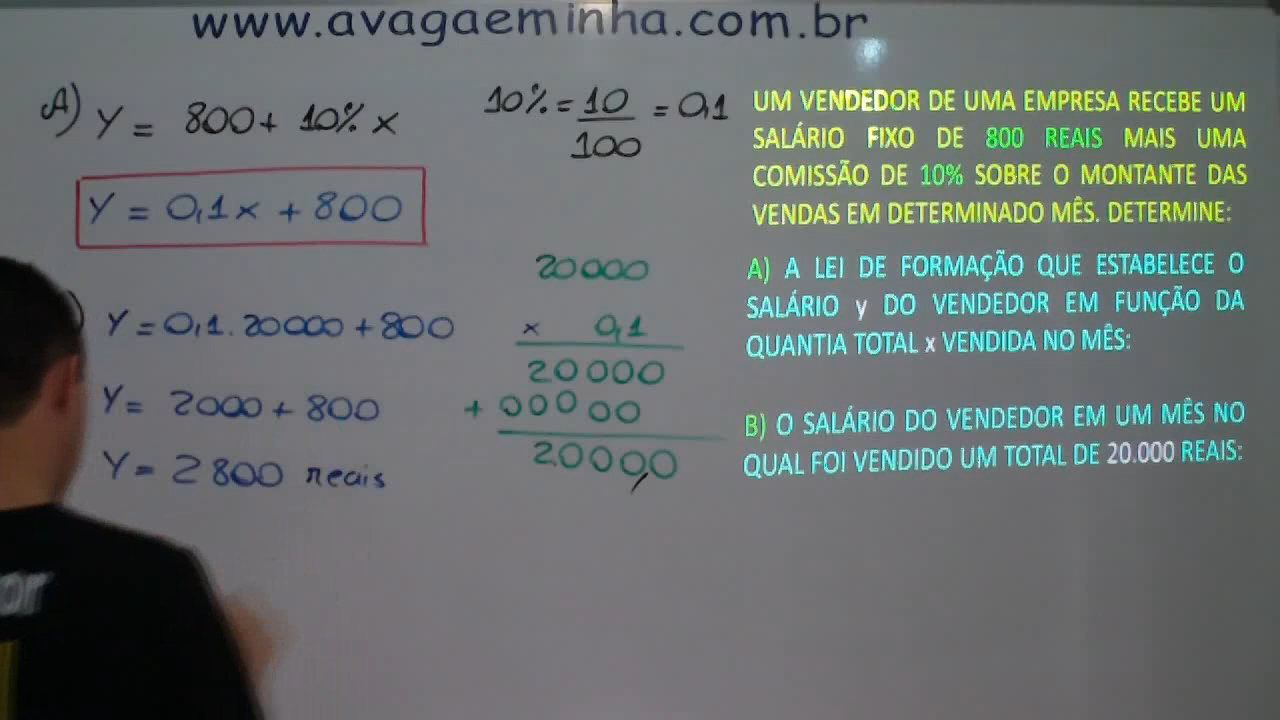 www.avagaeminha.com.br
A) Y = 800 + 10% x
10% = 10/100 = 0,1
Y = 0,1x + 800
) Y = 0,1 . 20000 + 800
Y = 2000 + 800
Y = 2800 reais
20000
x 0,1
20000
+ 00000
2000,0
UM VENDEDOR DE UMA EMPRESA RECEBE UM
SALÁRIO FIXO DE 800 REAIS MAIS UMA
COMISSÃO DE 10% SOBRE O MONTANTE DAS
VENDAS EM DETERMINADO MÊS. DETERMINE:
A) A LEI DE FORMAÇÃO QUE ESTABELECE O
SALÁRIO y DO VENDEDOR EM FUNÇÃO DA
QUANTIA TOTAL x VENDIDA NO MÊS:
B) O SALÁRIO DO VENDEDOR EM UM MÊS NO
QUAL FOI VENDIDO UM TOTAL DE 20.000 REAIS: